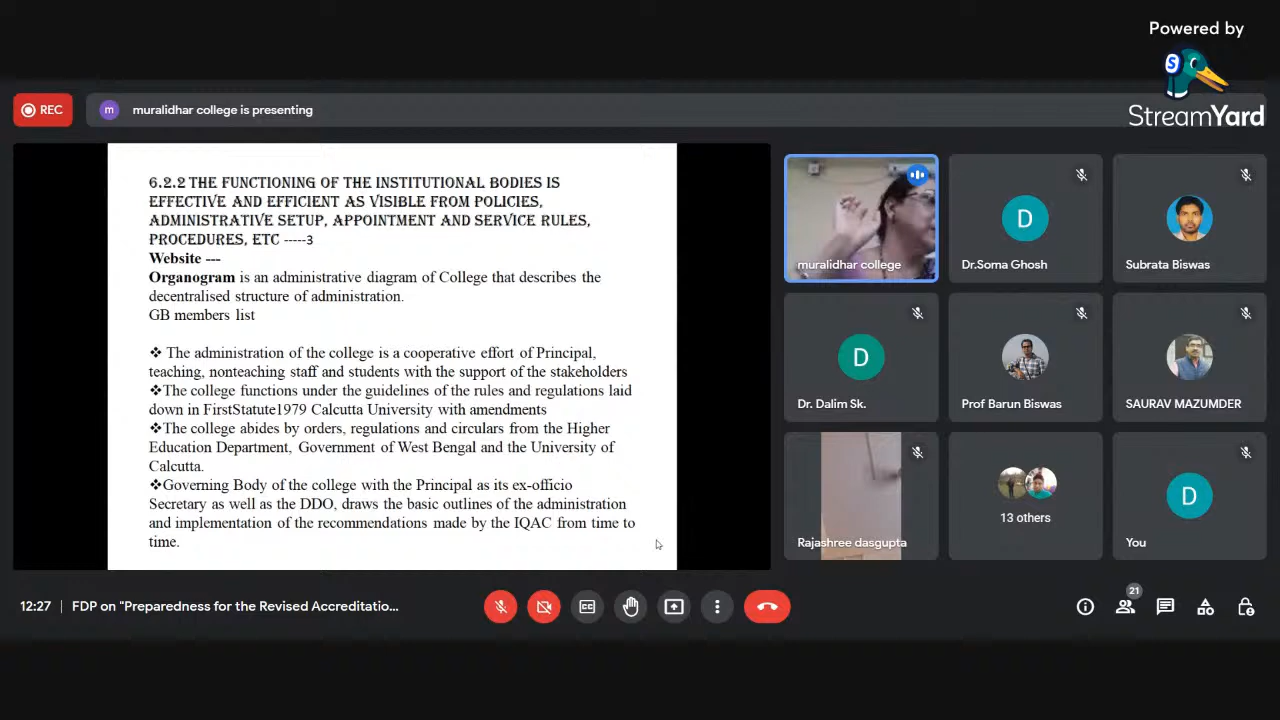 Powered by
StreamYard
REC
m
muralidhar college is presenting
6.2.2 THE FUNCTIONING OF THE INSTITUTIONAL BODIES IS
EFFECTIVE AND EFFICIENT AS VISIBLE FROM POLICIES,
ADMINISTRATIVE SETUP, APPOINTMENT AND SERVICE RULES,
PROCEDURES, ETC -----3
Website ---
Organogram is an administrative diagram of College that describes the
decentralised structure of administration.
GB members list
❖ The administration of the college is a cooperative effort of Principal,
teaching, nonteaching staff and students with the support of the stakeholders
❖The college functions under the guidelines of the rules and regulations laid
down in FirstStatute1979 Calcutta University with amendments
❖The college abides by orders, regulations and circulars from the Higher
Education Department, Government of West Bengal and the University of
Calcutta.
❖Governing Body of the college with the Principal as its ex-officio
Secretary as well as the DDO, draws the basic outlines of the administration
and implementation of the recommendations made by the IQAC from time to
time.
muralidhar college
D
Dr.Soma Ghosh
Subrata Biswas
D
Dr. Dalim Sk.
Prof Barun Biswas
SAURAV MAZUMDER
Rajashree dasgupta
13 others
D
You
12:27 | FDP on "Preparedness for the Revised Accreditatio...
CC
21